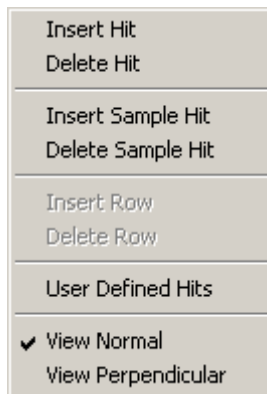 Insert Hit
Delete Hit
Insert Sample Hit
Delete Sample Hit
Insert Row
Delete Row
User Defined Hits
View Normal
View Perpendicular